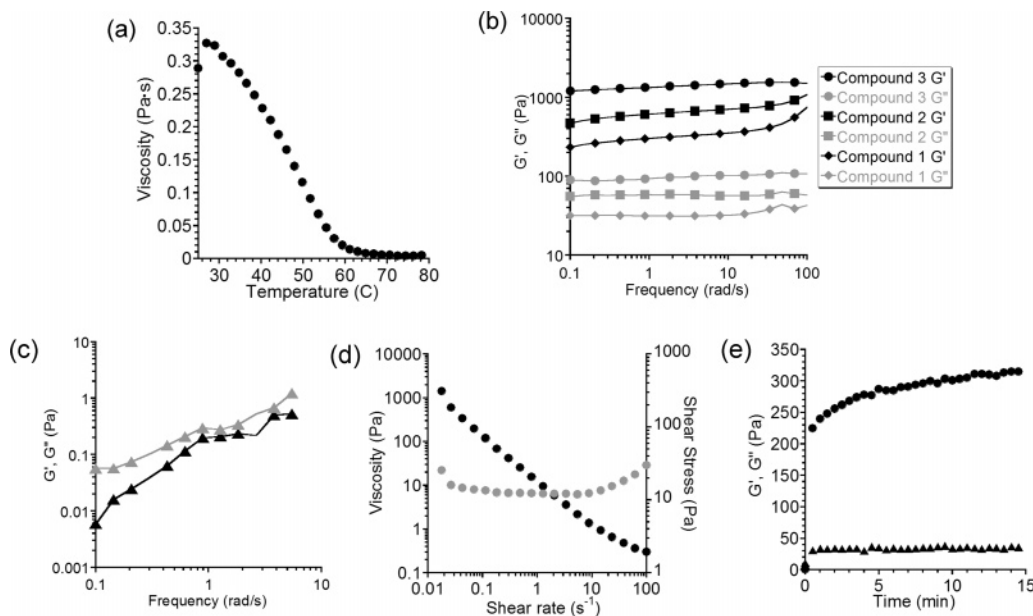 (a)
Viscosity (Pa·s)
0.35
0.3
0.25
0.2
0.15
0.1
0.05
0
30 40 50 60 70 80
Temperature (C)
(b)
G', G'' (Pa)
10000
1000
100
10
0.1 1 10 100
Frequency (rad/s)
Compound 3 G'
Compound 3 G''
Compound 2 G'
Compound 2 G''
Compound 1 G'
Compound 1 G''
(c)
G', G'' (Pa)
10
1
0.1
0.01
0.001
0.1 1 10
Frequency (rad/s)
(d)
Viscosity (Pa)
10000
1000
100
10
1
0.1
0.01 0.1 1 10 100
Shear rate (s⁻¹)
1000
100
10
1
Shear Stress
(Pa)
(e)
G', G'' (Pa)
350
300
250
200
150
100
50
0
0 5 10 15
Time (min)